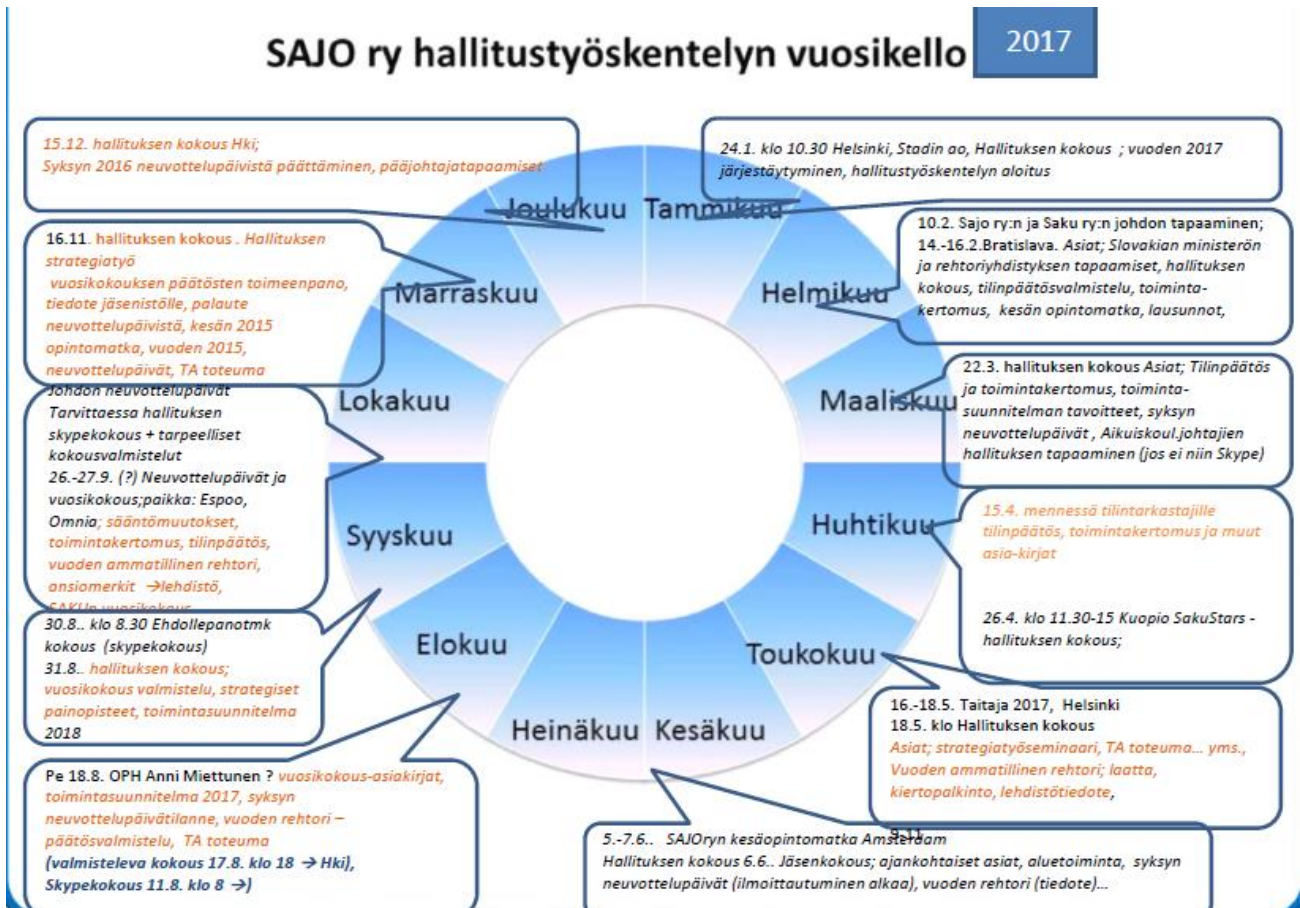 SAJO ry hallitustyöskentelyn vuosikello
2017
15.12. hallituksen kokous Hki;
Syksyn 2016 neuvottelupäivistä päättäminen, pääjohtajatapaamiset
24.1. klo 10.30 Helsinki, Stadin ao, Hallituksen kokous ; vuoden 2017
järjestäytyminen, hallitustyöskentelyn aloitus
Joulukuu
Tammikuu
16.11. hallituksen kokous . Hallituksen
strategiatyö
vuosikokouksen päätösten toimeenpano,
tiedote jäsenistölle, palaute
neuvottelupäivistä, kesän 2015
opintomatka, vuoden 2015,
neuvottelupäivät, TA toteuma
Marraskuu
Helmikuu
10.2. Sajo ry:n ja Saku ry:n johdon tapaaminen;
14.-16.2.Bratislava. Asiat; Slovakian ministerön
ja rehtoriyhdistyksen tapaamiset, hallituksen
kokous, tilinpäätösvalmistelu, toiminta-
kertomus, kesän opintomatka, lausunnot,
Johdon neuvottelupäivät
Tarvittaessa hallituksen
skypekokous + tarpeelliset
kokousvalmistelut
26.-27.9. (?) Neuvottelupäivät ja
vuosikokous;paikka: Espoo,
Omnia; sääntömuutokset,
toimintakertomus, tilinpäätös,
vuoden ammatillinen rehtori,
ansiomerkit →lehdistö,
SAKUn vuosikokous
Lokakuu
Maaliskuu
22.3. hallituksen kokous Asiat; Tilinpäätös
ja toimintakertomus, toiminta-
suunnitelman tavoitteet, syksyn
neuvottelupäivät , Aikuiskoul.johtajien
hallituksen tapaaminen (jos ei niin Skype)
Syyskuu
Huhtikuu
15.4. mennessä tilintarkastajille
tilinpäätös, toimintakertomus ja muut
asia-kirjat
26.4. klo 11.30-15 Kuopio SakuStars -
hallituksen kokous;
30.8.. klo 8.30 Ehdollepanotmk
kokous (skypekokous)
31.8.. hallituksen kokous;
vuosikokous valmistelu, strategiset
painopisteet, toimintasuunnitelma
2018
Elokuu
Toukokuu
16.-18.5. Taitaja 2017, Helsinki
18.5. klo Hallituksen kokous
Asiat; strategiatyöseminaari, TA toteuma... yms.,
Vuoden ammatillinen rehtori; laatta,
kiertopalkinto, lehdistötiedote,
9-11
Heinäkuu
Kesäkuu
Pe 18.8. OPH Anni Miettunen ? vuosikokous-asiakirjat,
toimintasuunnitelma 2017, syksyn
neuvottelupäivätilanne, vuoden rehtori –
päätösvalmistelu, TA toteuma
(valmisteleva kokous 17.8. klo 18 → Hki),
Skypekokous 11.8. klo 8 →)
5.-7.6.. SAJOryn kesäopintomatka Amsterdam
Hallituksen kokous 6.6.. Jäsenkokous; ajankohtaiset asiat, aluetoiminta, syksyn
neuvottelupäivät (ilmoittautuminen alkaa), vuoden rehtori (tiedote)...